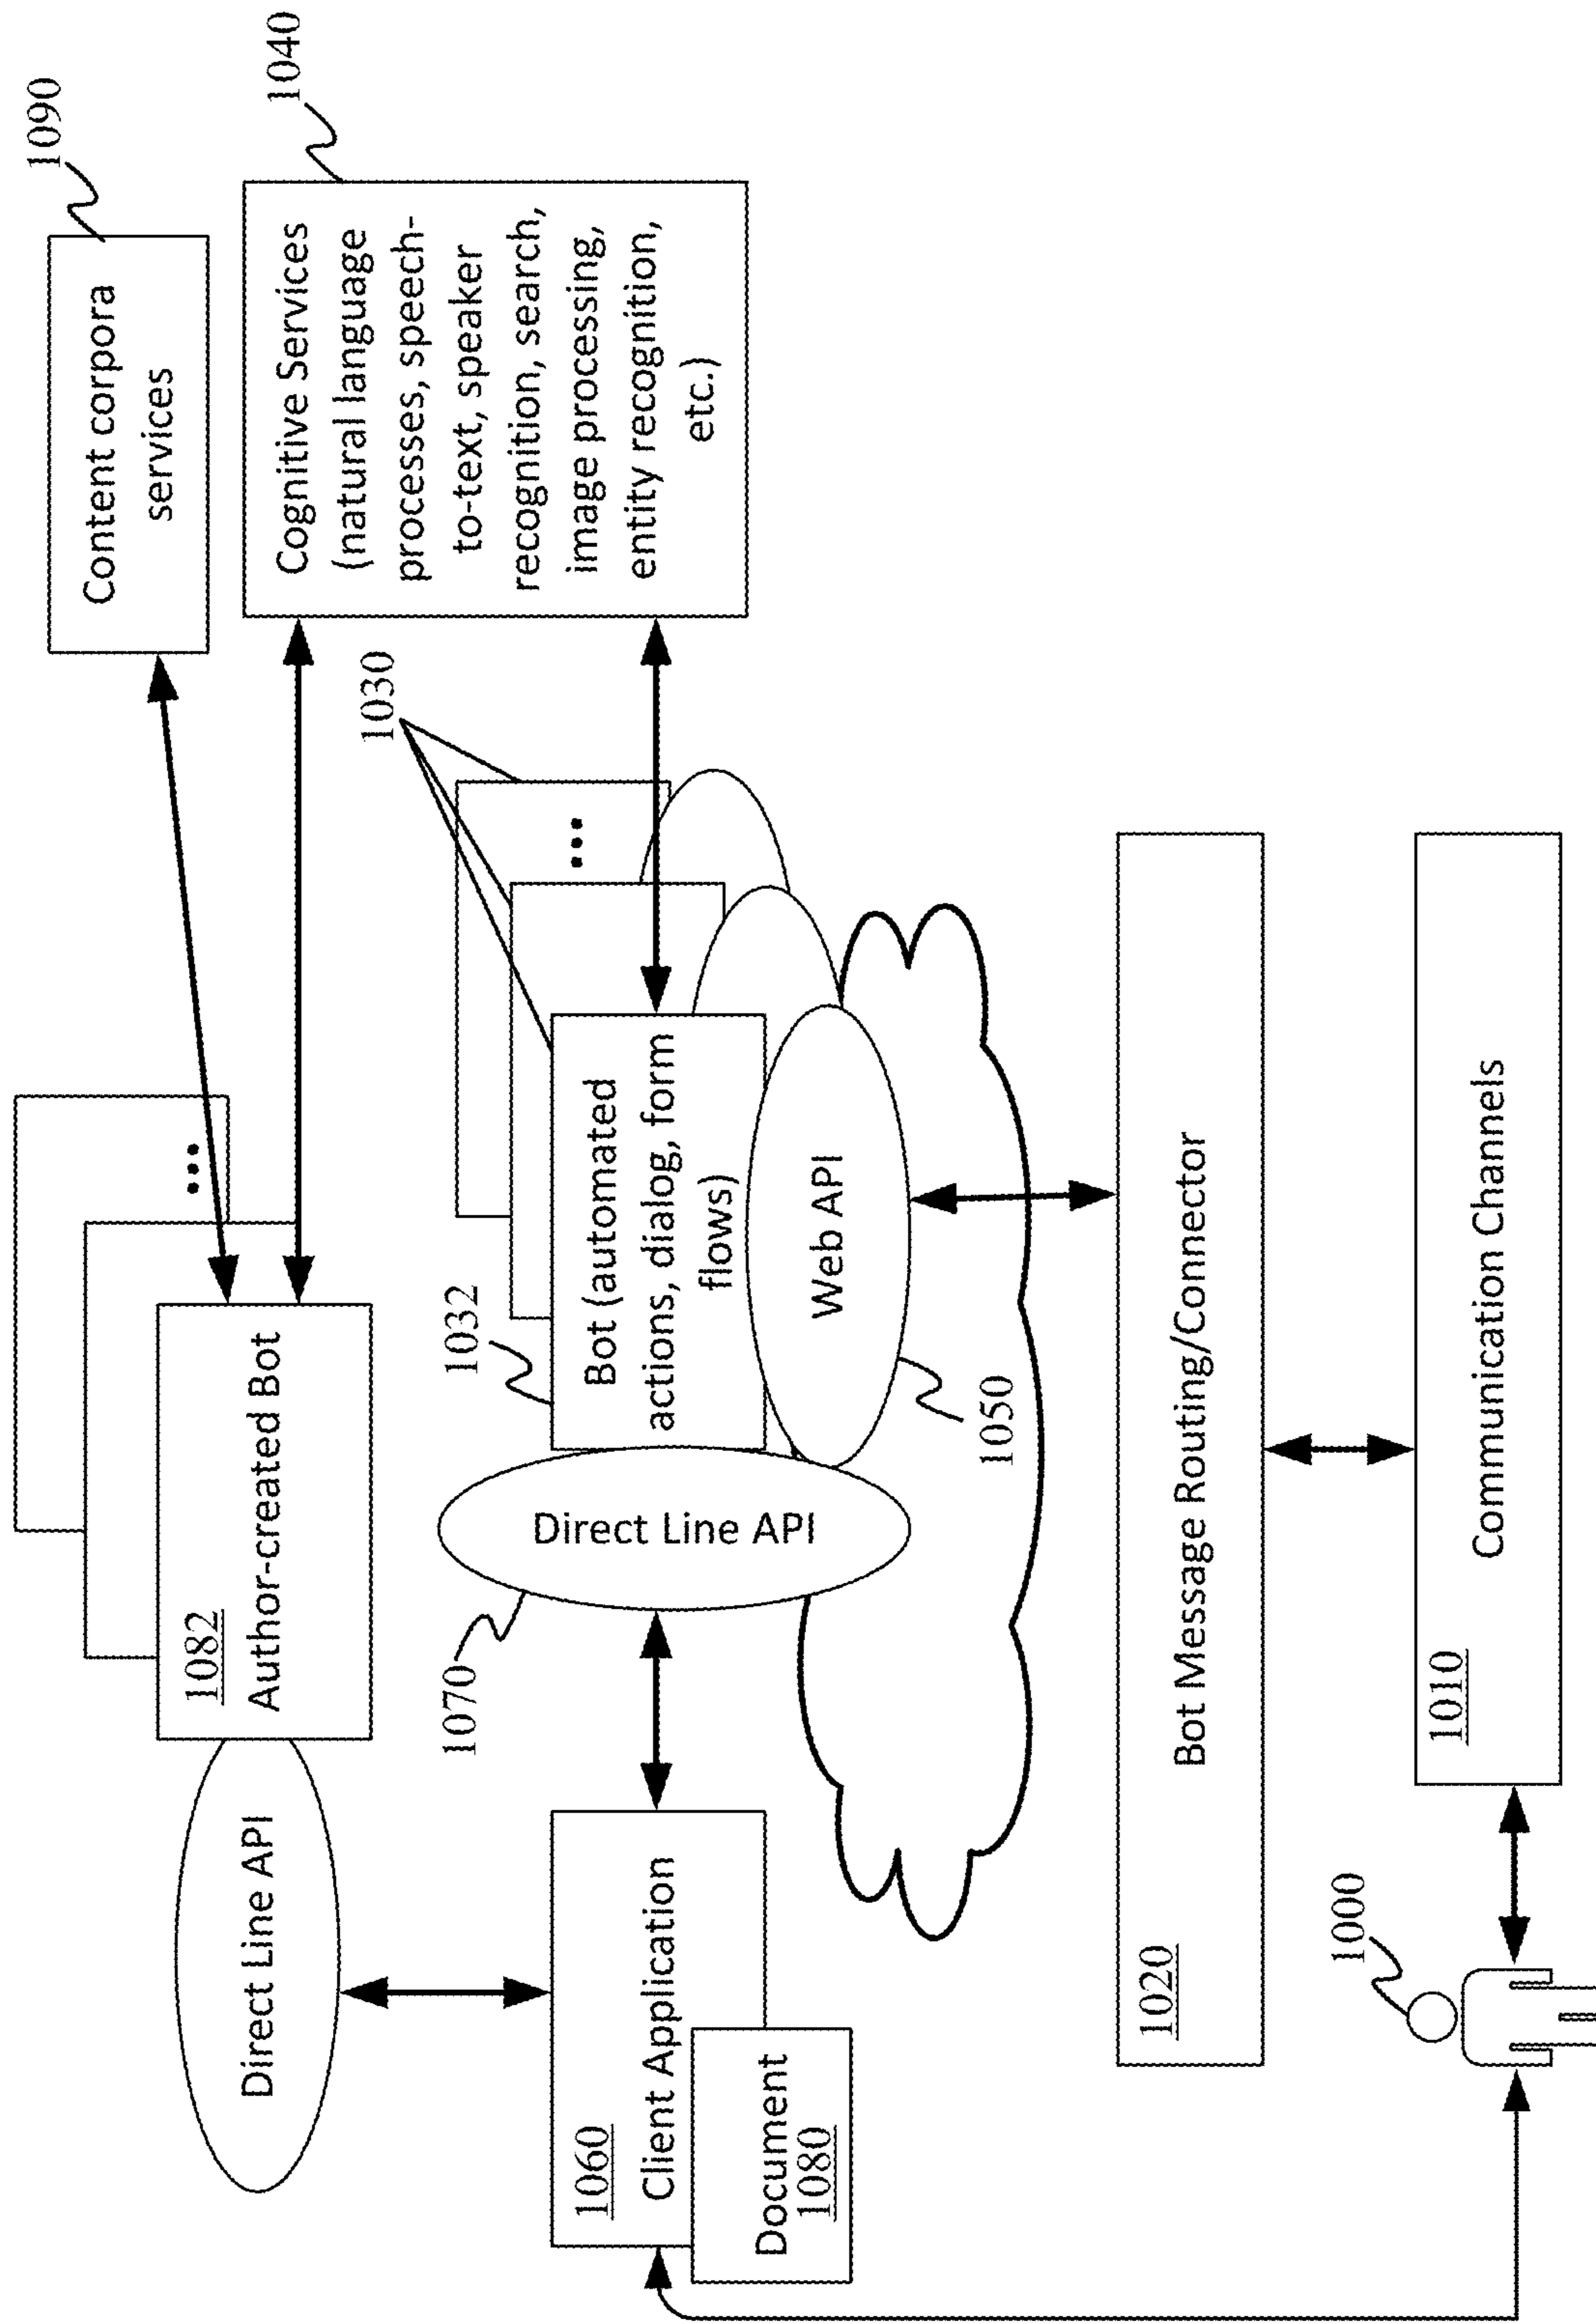 1090
Content corpora
services
1040
Cognitive Services
(natural language
processes, speech-
to-text, speaker
recognition, search,
image processing,
entity recognition,
etc.)
1030
...
1082
Author-created Bot
Direct Line API
...
1032
Bot (automated
actions, dialog, form
flows)
Web API
1050
Direct Line API
1070
1060
Client Application
Document
1080
1020
Bot Message Routing/Connector
1010
Communication Channels
1000